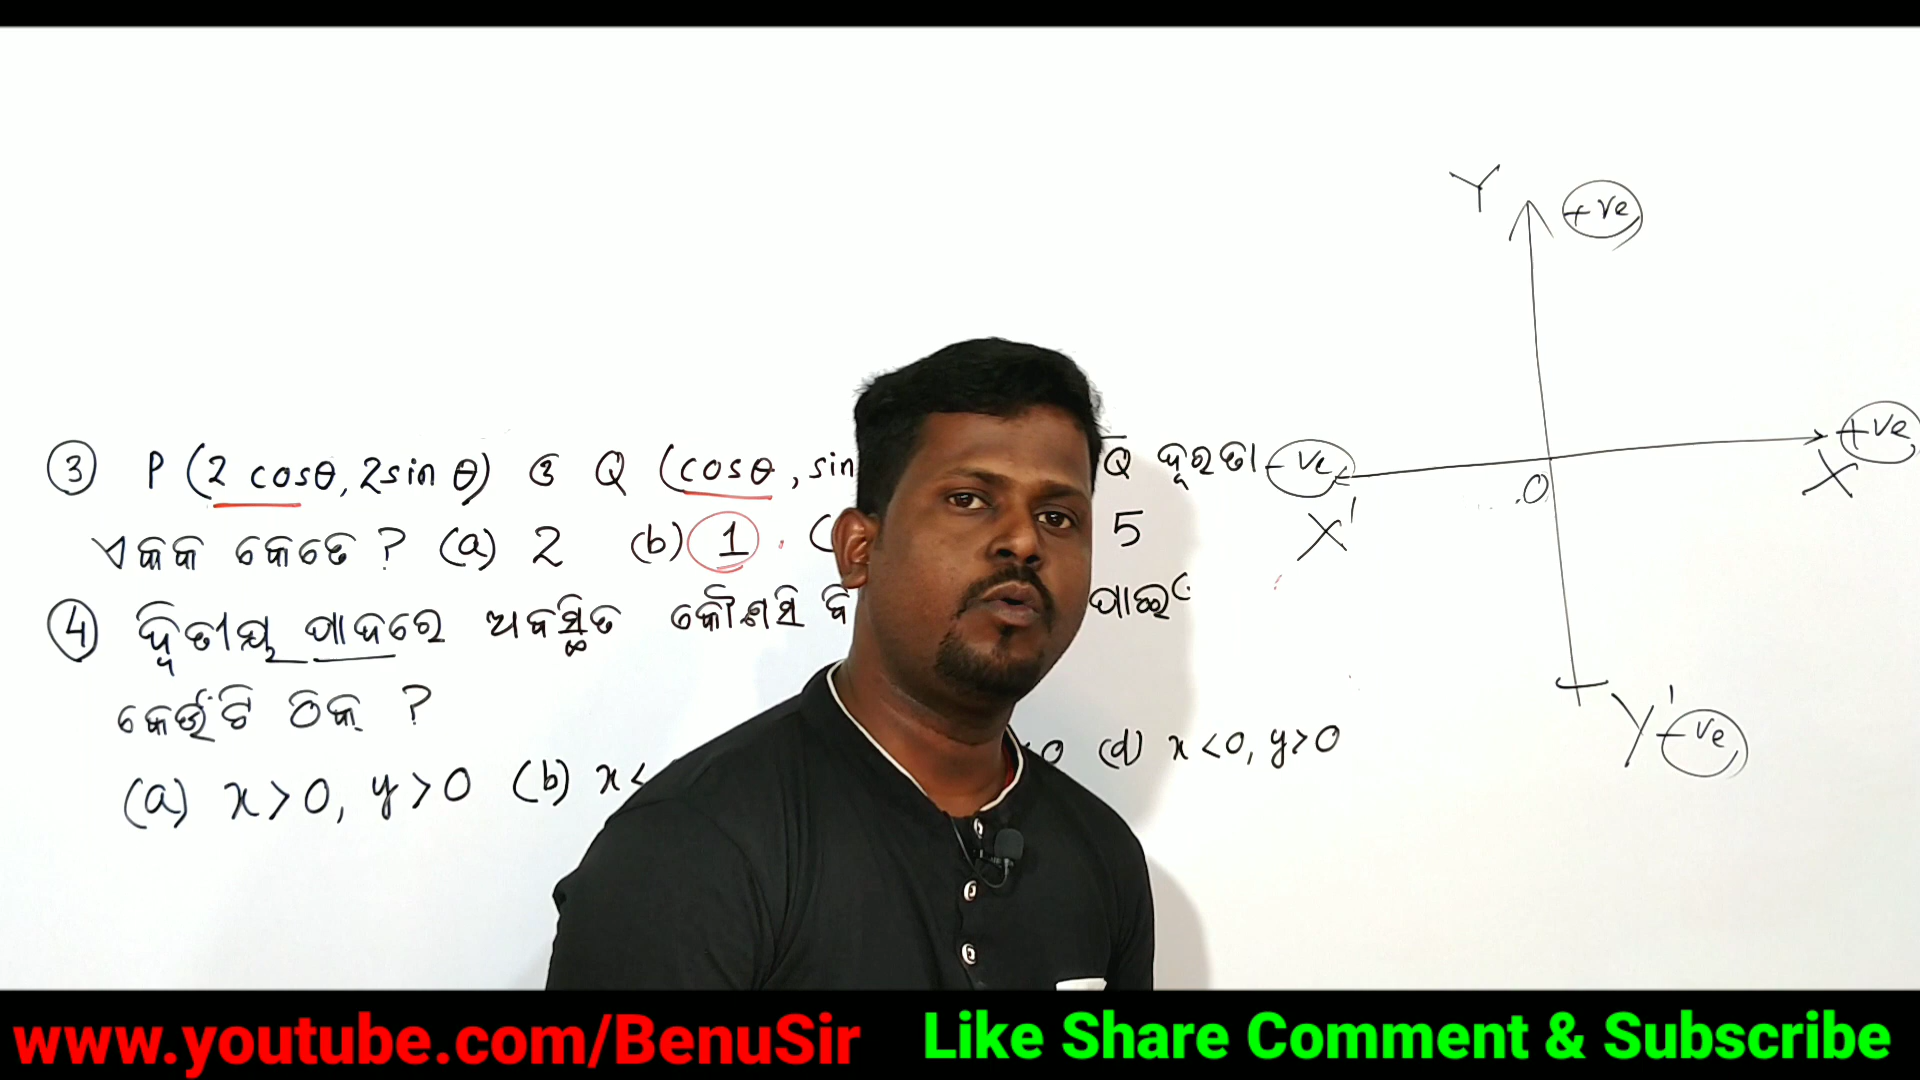 ③ P (2 cosθ, 2sin θ) ଓ Q (cosθ, sin Q ଦୂରତା
ଏକକ କେତେ ? (a) 2 (b) 1 . ( 5
④ ଦ୍ୱିତୀୟ ପାଦରେ ଅବସ୍ଥିତ କୌଣସି ବି ପାଇଁ
କେଉଁଟି ଠିକ୍ ?
(a) x>0, y>0 (b) x< <0 (d) x<0, y>0
Y +ve
-ve +ve
X' O X
Y' -ve
www.youtube.com/BenuSir Like Share Comment & Subscribe